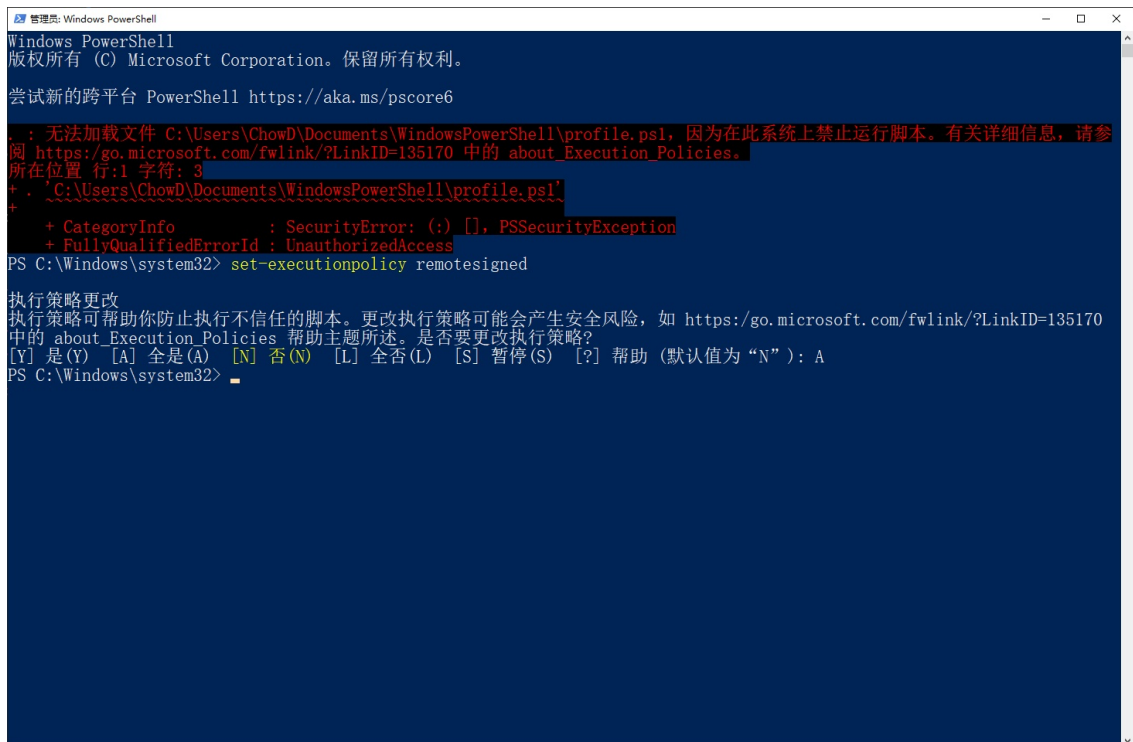 管理员: Windows PowerShell
Windows PowerShell
版权所有 (C) Microsoft Corporation。保留所有权利。
尝试新的跨平台 PowerShell https://aka.ms/pscore6
. : 无法加载文件 C:\Users\ChowD\Documents\WindowsPowerShell\profile.ps1，因为在此系统上禁止运行脚本。有关详细信息，请参
阅 https:/go.microsoft.com/fwlink/?LinkID=135170 中的 about_Execution_Policies。
所在位置 行:1 字符: 3
+ . 'C:\Users\ChowD\Documents\WindowsPowerShell\profile.ps1'
+ ~~~~~~~~~~~~~~~~~~~~~~~~~~~~~~~~~~~~~~~~~~~~~~~~~~~~~~~~
+ CategoryInfo          : SecurityError: (:) []，PSSecurityException
+ FullyQualifiedErrorId : UnauthorizedAccess
PS C:\Windows\system32> set-executionpolicy remotesigned
执行策略更改
执行策略可帮助你防止执行不信任的脚本。更改执行策略可能会产生安全风险，如 https:/go.microsoft.com/fwlink/?LinkID=135170
中的 about_Execution_Policies 帮助主题所述。是否要更改执行策略?
[Y] 是(Y)  [A] 全是(A)  [N] 否(N)  [L] 全否(L)  [S] 暂停(S)  [?] 帮助 (默认值为“N”): A
PS C:\Windows\system32>